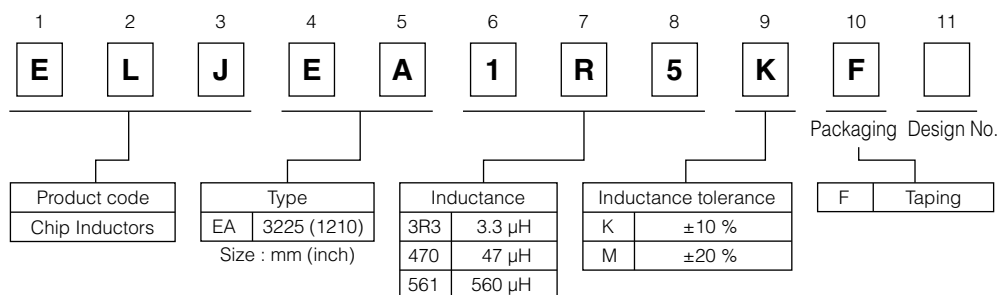 1 2 3 4 5 6 7 8 9 10 11
E L J E A 1 R 5 K F
Packaging Design No.
Product code
Chip Inductors
Type
EA 3225 (1210)
Size : mm (inch)
Inductance
3R3 3.3 µH
470 47 µH
561 560 µH
Inductance tolerance
K ±10 %
M ±20 %
F Taping